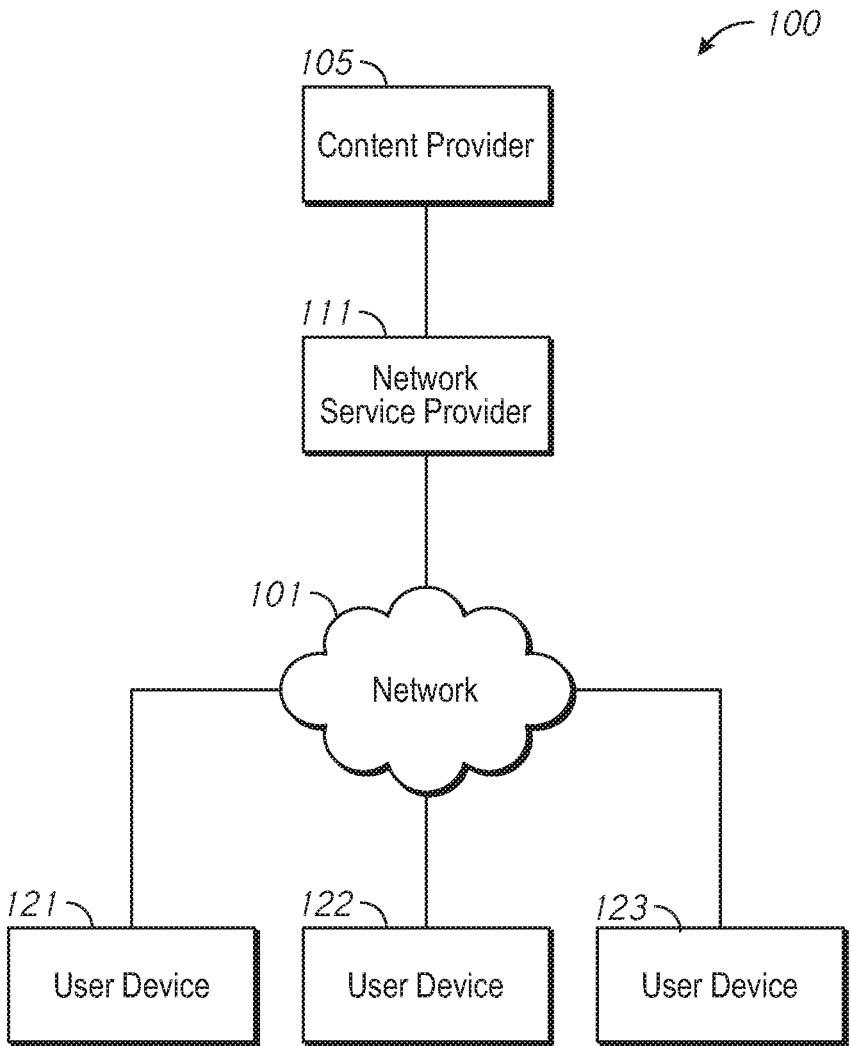 100
105
Content Provider
111
Network
Service Provider
101
Network
121
122
123
User Device
User Device
User Device